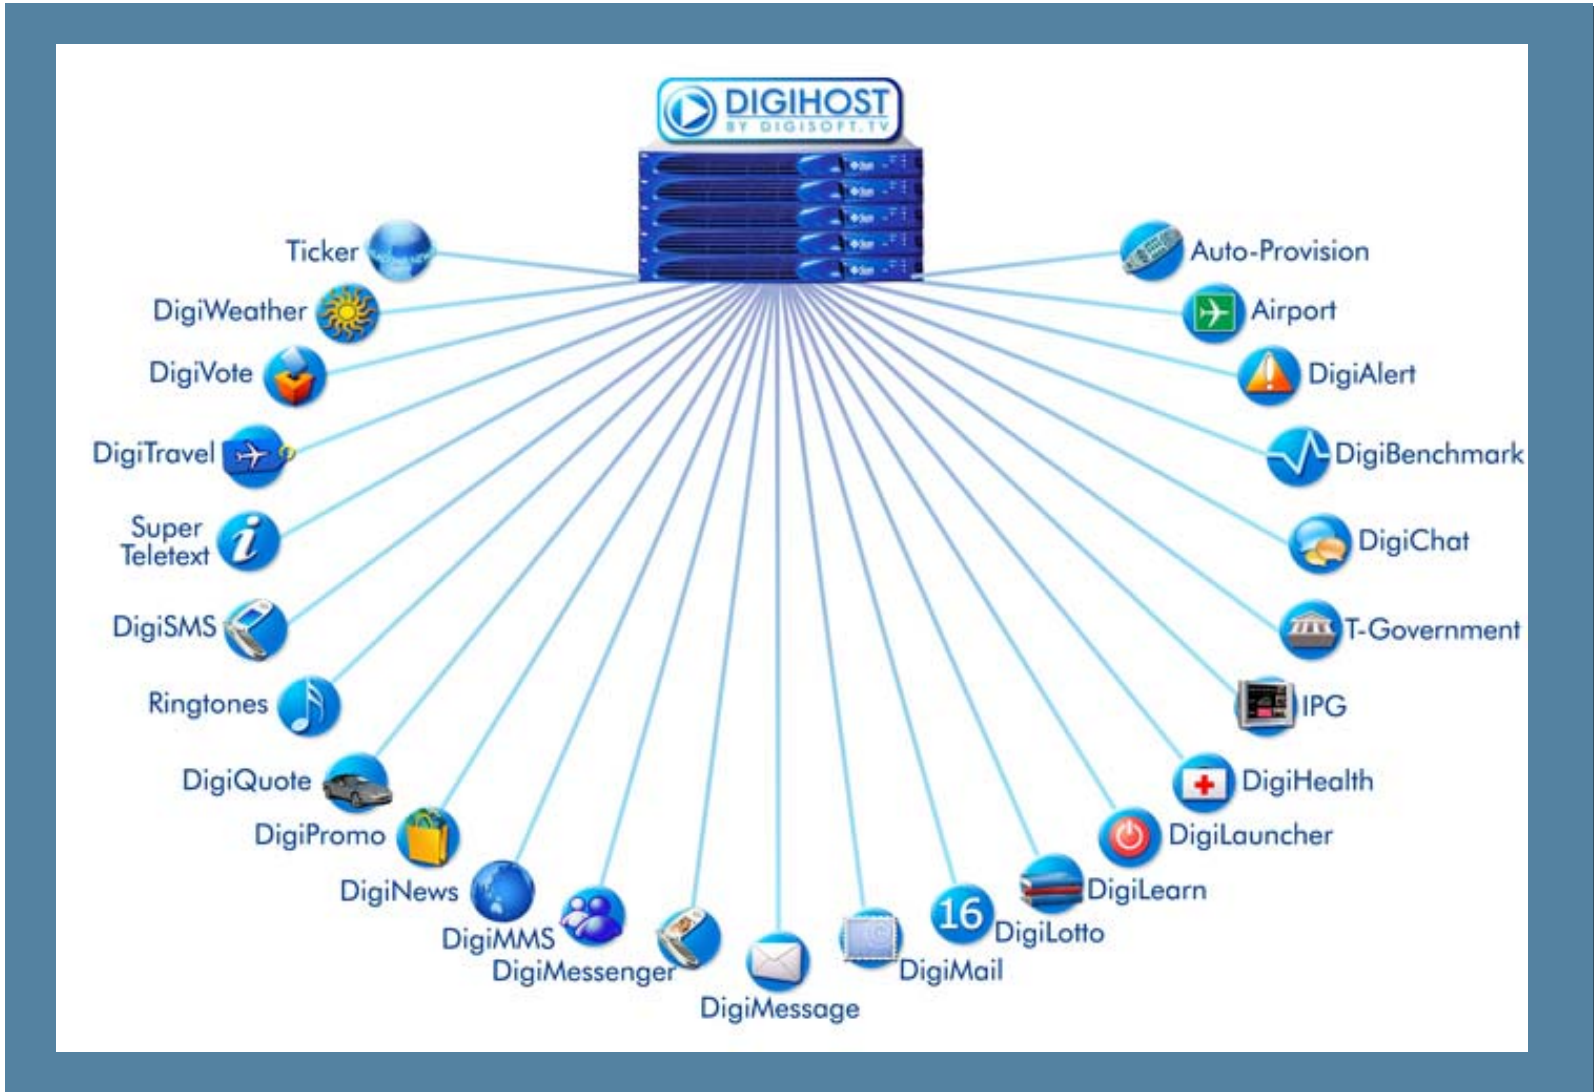 DIGIHOST
BY DIGISOFT.TV
Ticker
DigiWeather
DigiVote
DigiTravel
Super
Teletext
DigiSMS
Ringtones
DigiQuote
DigiPromo
DigiNews
DigiMMS
DigiMessenger
DigiMessage
DigiMail
16
DigiLotto
DigiLearn
DigiLauncher
DigiHealth
IPG
T-Government
DigiChat
DigiBenchmark
DigiAlert
Airport
Auto-Provision